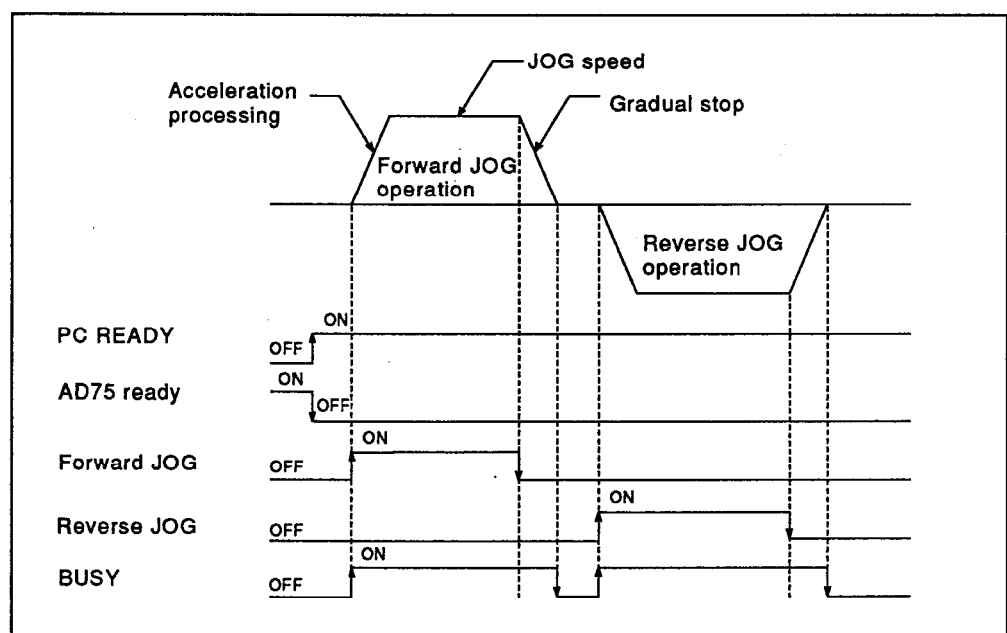 JOG speed
Acceleration
processing
Gradual stop
Forward JOG
operation
Reverse JOG
operation
PC READY
OFF
ON
AD75 ready
ON
OFF
Forward JOG
OFF
ON
Reverse JOG
OFF
ON
BUSY
OFF
ON